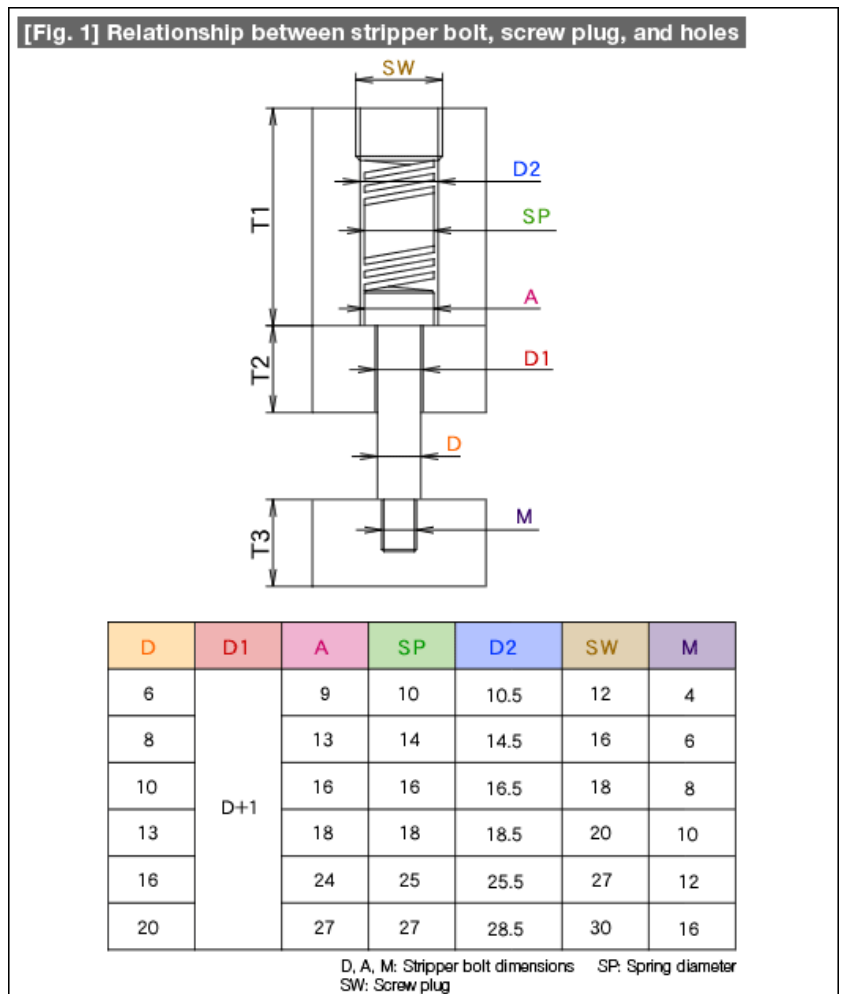 [Fig. 1] Relationship between stripper bolt, screw plug, and holes
SW
D2
SP
T1
A
T2
D1
D
M
T3
D D1 A SP D2 SW M
6 9 10 10.5 12 4
8 13 14 14.5 16 6
10 16 16 16.5 18 8
D+1
13 18 18 18.5 20 10
16 24 25 25.5 27 12
20 27 27 28.5 30 16
D, A, M: Stripper bolt dimensions SP: Spring diameter
SW: Screw plug